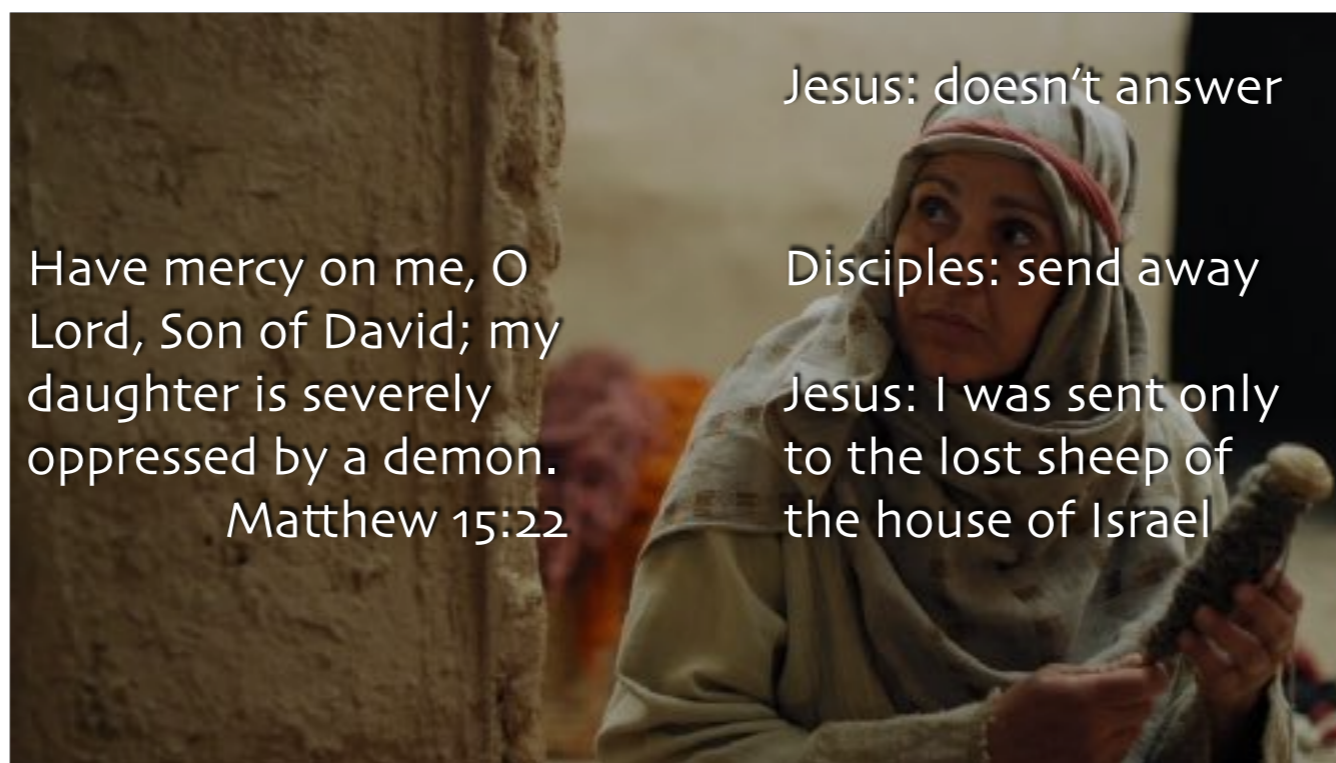 Have mercy on me, O
Lord, Son of David; my
daughter is severely
oppressed by a demon.
Matthew 15:22
Jesus: doesn’t answer
Disciples: send away
Jesus: I was sent only
to the lost sheep of
the house of Israel